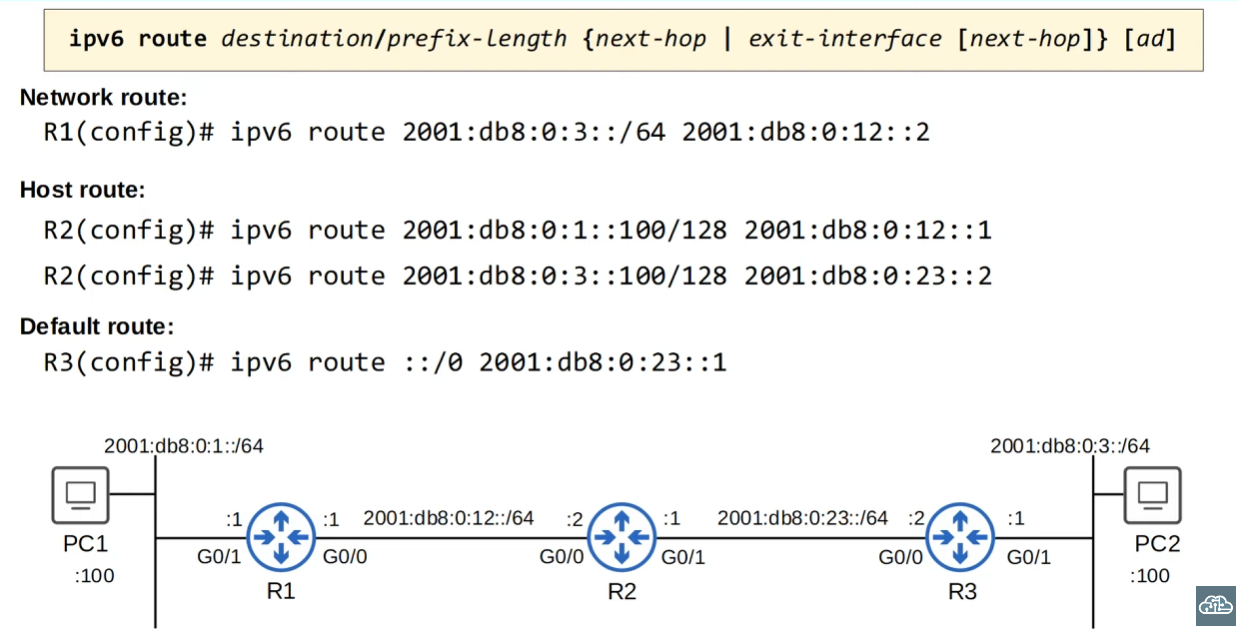 ipv6 route destination/prefix-length {next-hop | exit-interface [next-hop]} [ad]
Network route:
R1(config)# ipv6 route 2001:db8:0:3::/64 2001:db8:0:12::2
Host route:
R2(config)# ipv6 route 2001:db8:0:1::100/128 2001:db8:0:12::1
R2(config)# ipv6 route 2001:db8:0:3::100/128 2001:db8:0:23::2
Default route:
R3(config)# ipv6 route ::/0 2001:db8:0:23::1
2001:db8:0:1::/64
2001:db8:0:3::/64
:1 :1 2001:db8:0:12::/64 :2 :1 2001:db8:0:23::/64 :2 :1
PC1 G0/1 G0/0 G0/0 G0/1 G0/0 G0/1 PC2
:100 R1 R2 R3 :100